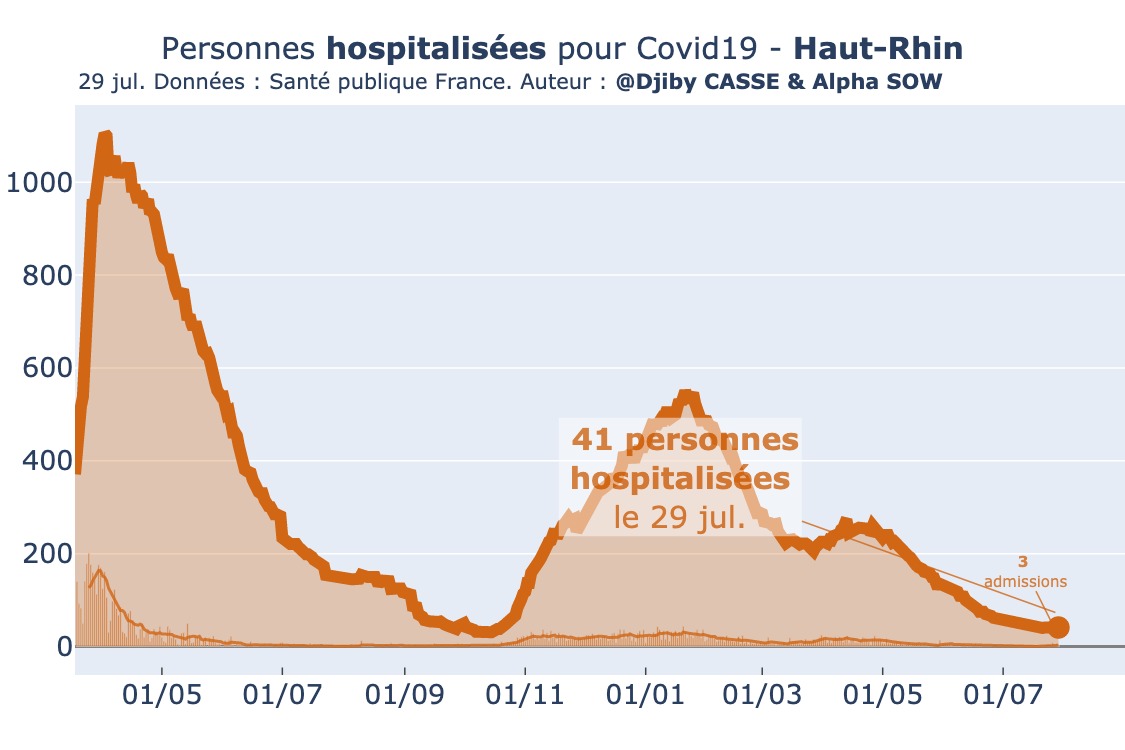 Personnes hospitalisées pour Covid19 - Haut-Rhin
29 jul. Données : Santé publique France. Auteur : @Djiby CASSE & Alpha SOW
1000
800
600
400
200
0
41 personnes
hospitalisées
le 29 jul.
3
admissions
01/05
01/07
01/09
01/11
01/01
01/03
01/05
01/07